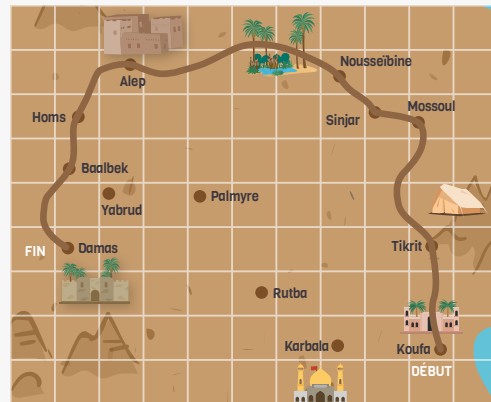 Nousseïbine
Alep
Mossoul
Homs
Sinjar
Baalbek
Yabrud
Palmyre
FIN
Damas
Tikrit
Rutba
Karbala
Koufa
DÉBUT